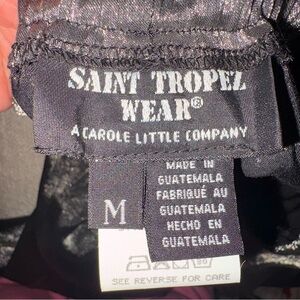 SAINT TROPEZ
WEAR®
A CAROLE LITTLE COMPANY
M
MADE IN
GUATEMALA
FABRIQUÉ AU
GUATEMALA
HECHO EN
GUATEMALA
SEE REVERSE FOR CARE